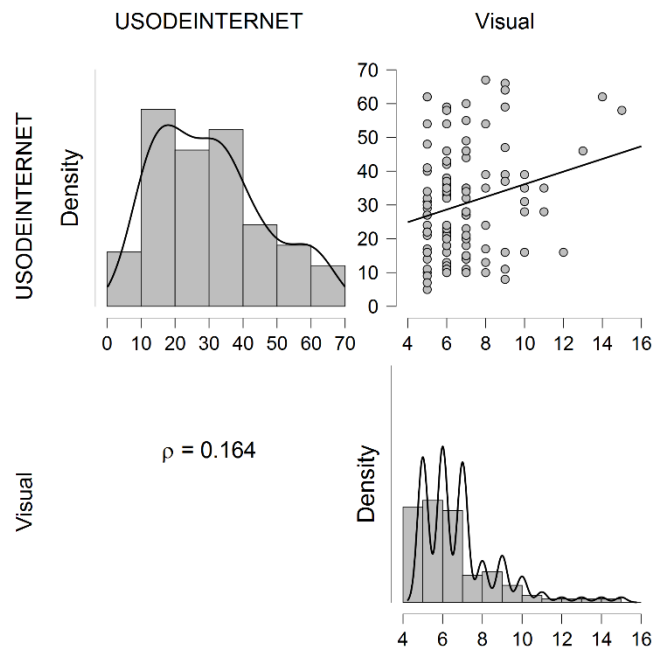 USODEINTERNET Visual
USODEINTERNET
Density
0 10 20 30 40 50 60 70
70
60
50
40
30
20
10
0
4 6 8 10 12 14 16
Visual
ρ = 0.164
Density
4 6 8 10 12 14 16